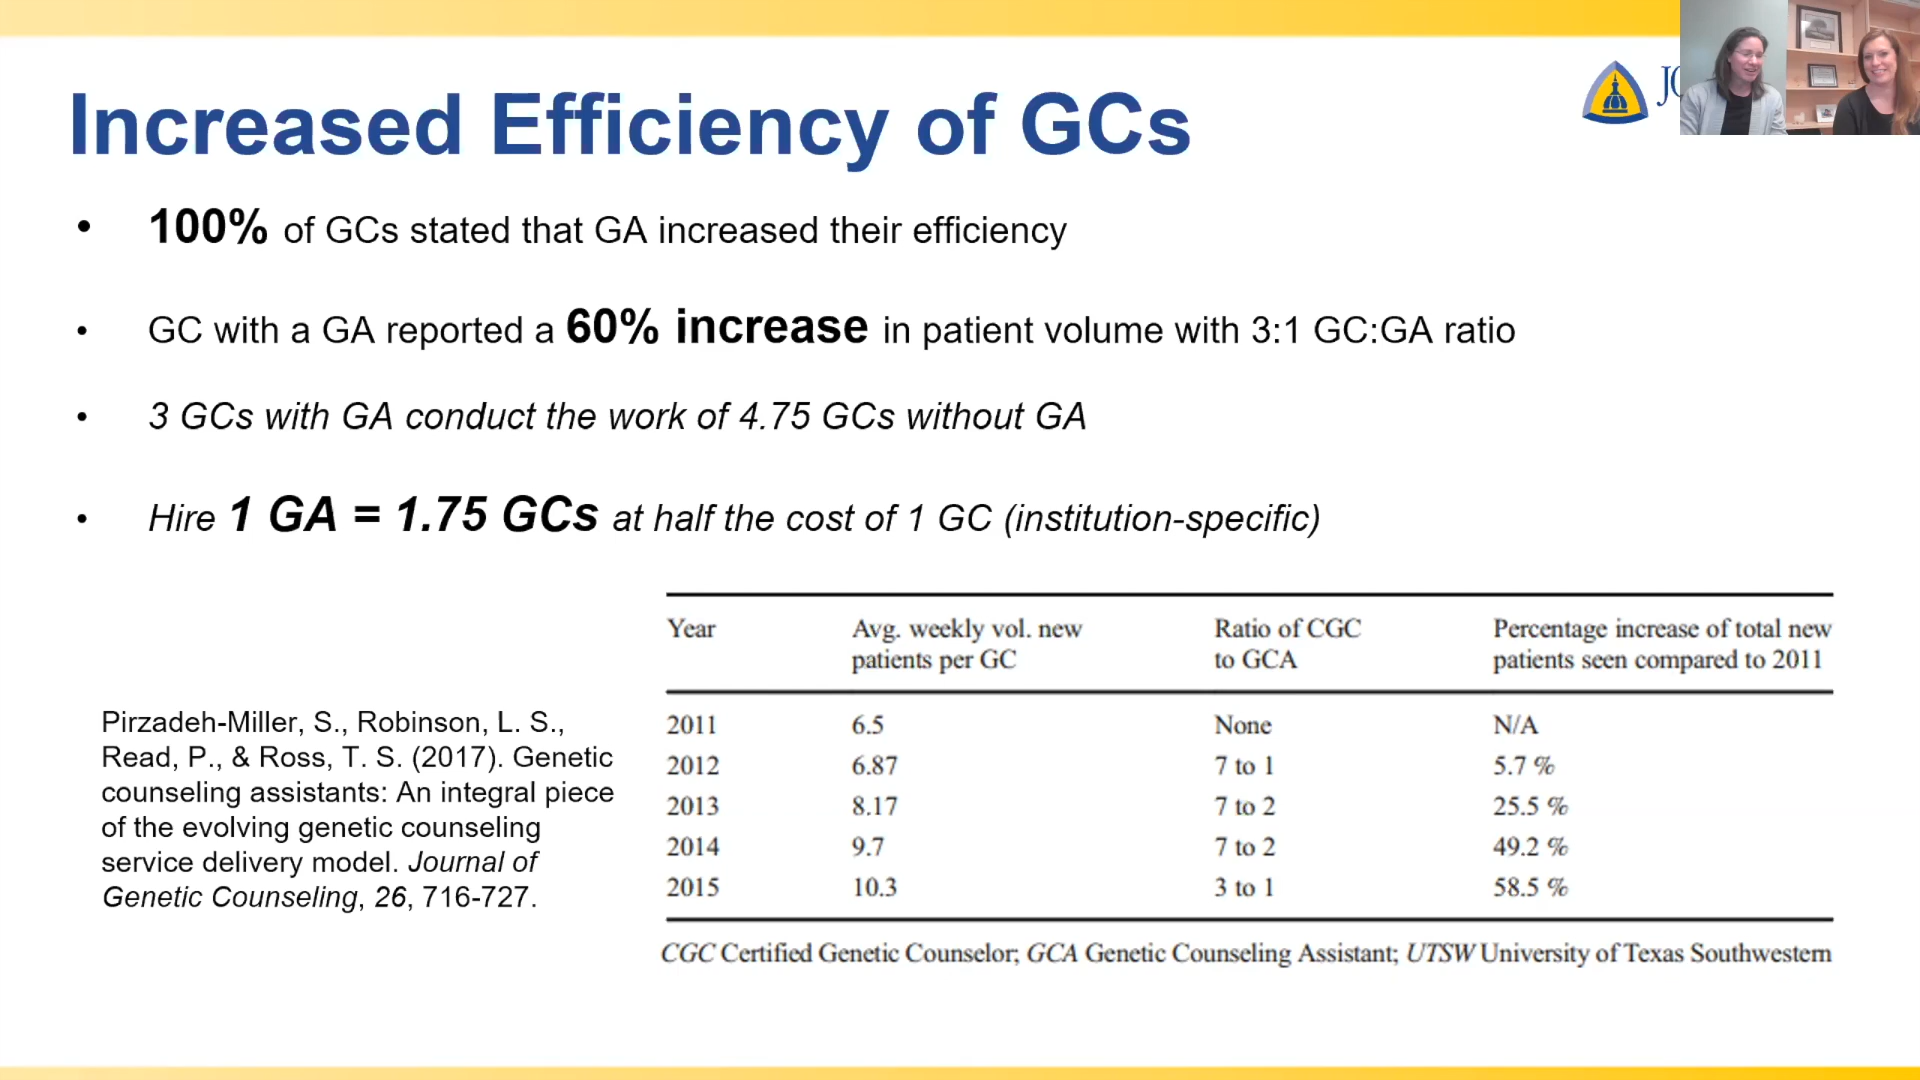 Increased Efficiency of GCs
• 100% of GCs stated that GA increased their efficiency
• GC with a GA reported a 60% increase in patient volume with 3:1 GC:GA ratio
• 3 GCs with GA conduct the work of 4.75 GCs without GA
• Hire 1 GA = 1.75 GCs at half the cost of 1 GC (institution-specific)
Pirzadeh-Miller, S., Robinson, L. S.,
Read, P., & Ross, T. S. (2017). Genetic
counseling assistants: An integral piece
of the evolving genetic counseling
service delivery model. Journal of
Genetic Counseling, 26, 716-727.
Year Avg. weekly vol. new patients per GC Ratio of CGC to GCA Percentage increase of total new patients seen compared to 2011
2011 6.5 None N/A
2012 6.87 7 to 1 5.7 %
2013 8.17 7 to 2 25.5 %
2014 9.7 7 to 2 49.2 %
2015 10.3 3 to 1 58.5 %
CGC Certified Genetic Counselor; GCA Genetic Counseling Assistant; UTSW University of Texas Southwestern